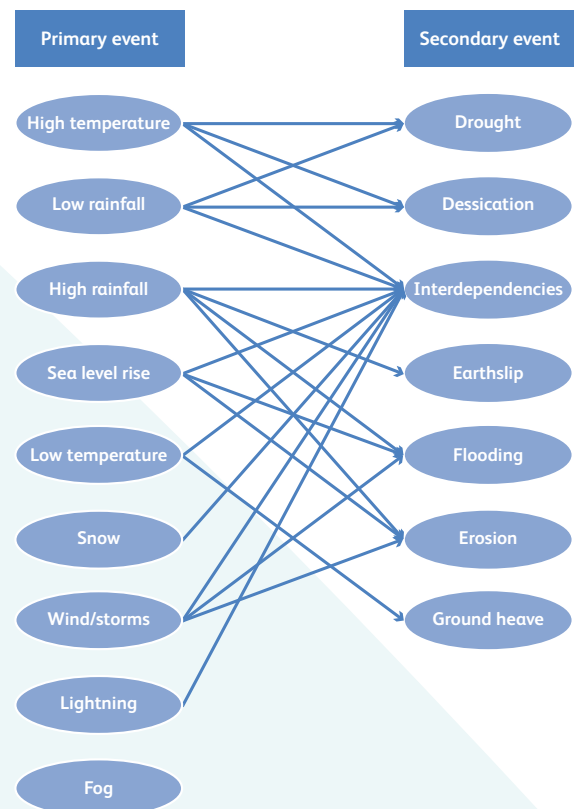 Primary event
Secondary event
High temperature
Drought
Low rainfall
Dessication
High rainfall
Interdependencies
Sea level rise
Earthslip
Low temperature
Flooding
Snow
Erosion
Wind/storms
Ground heave
Lightning
Fog